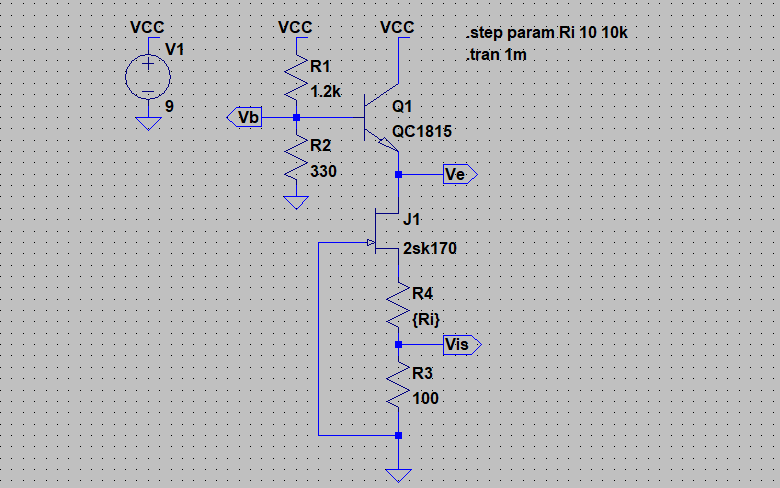 VCC
VCC
VCC
.step param Ri 10 10k
.tran 1m
V1
9
R1
1.2k
Q1
QC1815
Vb
R2
330
Ve
J1
2sk170
R4
{Ri}
Vis
R3
100